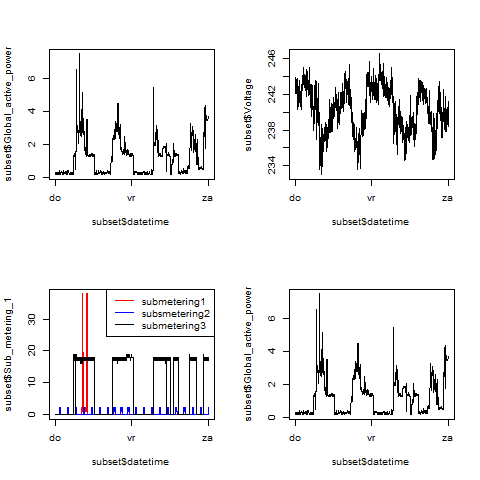 subset$Global_active_power
0 2 4 6
do vr za
subset$datetime
subset$Voltage
234 238 242 246
do vr za
subset$datetime
subset$Sub_metering_1
0 10 20 30
submetering1
subsmetering2
submetering3
do vr za
subset$datetime
subset$Global_active_power
0 2 4 6
do vr za
subset$datetime